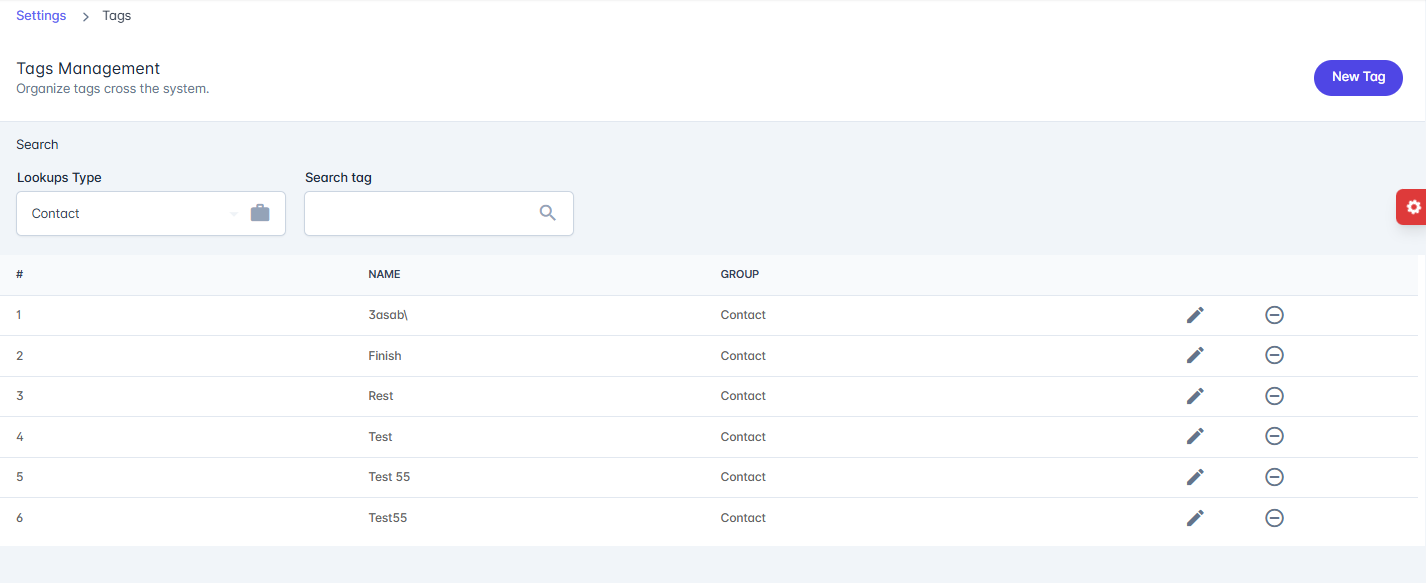 Settings > Tags
Tags Management
Organize tags cross the system.
New Tag
Search
Lookups Type
Search tag
Contact
# NAME GROUP
1 3asab\ Contact
2 Finish Contact
3 Rest Contact
4 Test Contact
5 Test 55 Contact
6 Test55 Contact